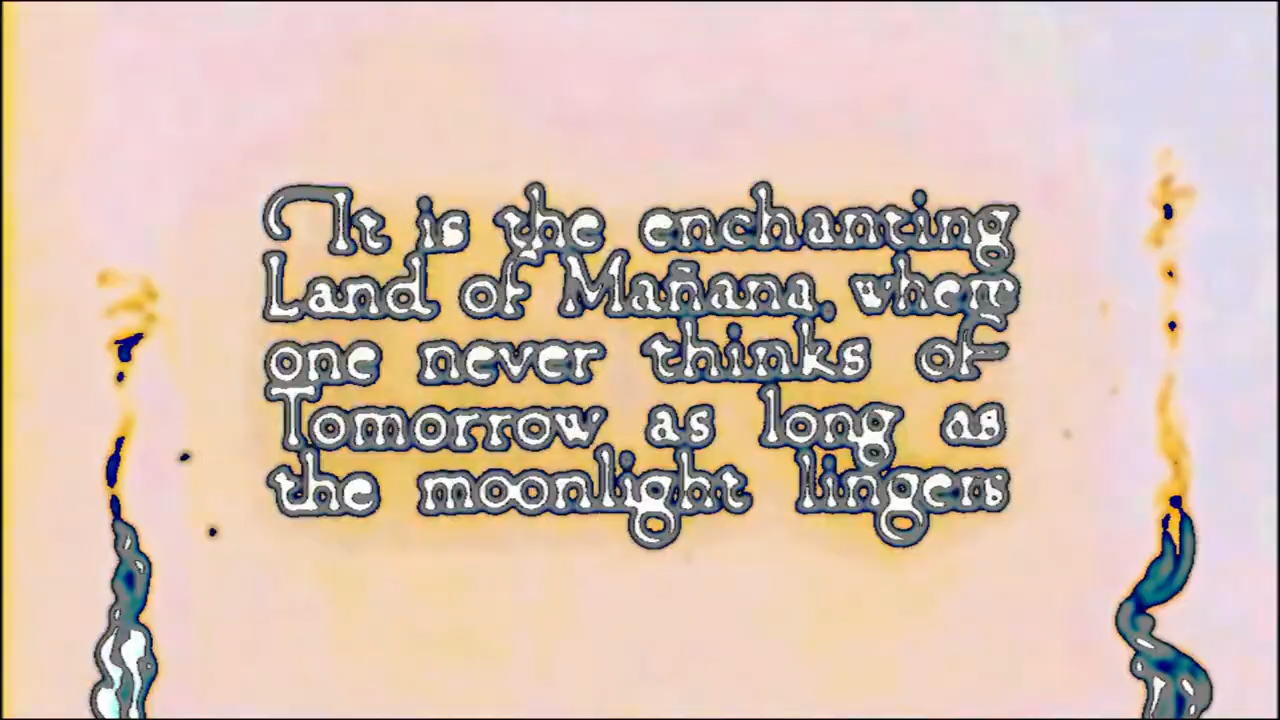 It is the enchanting
Land of Mañana, where
one never thinks of
Tomorrow as long as
the moonlight lingers